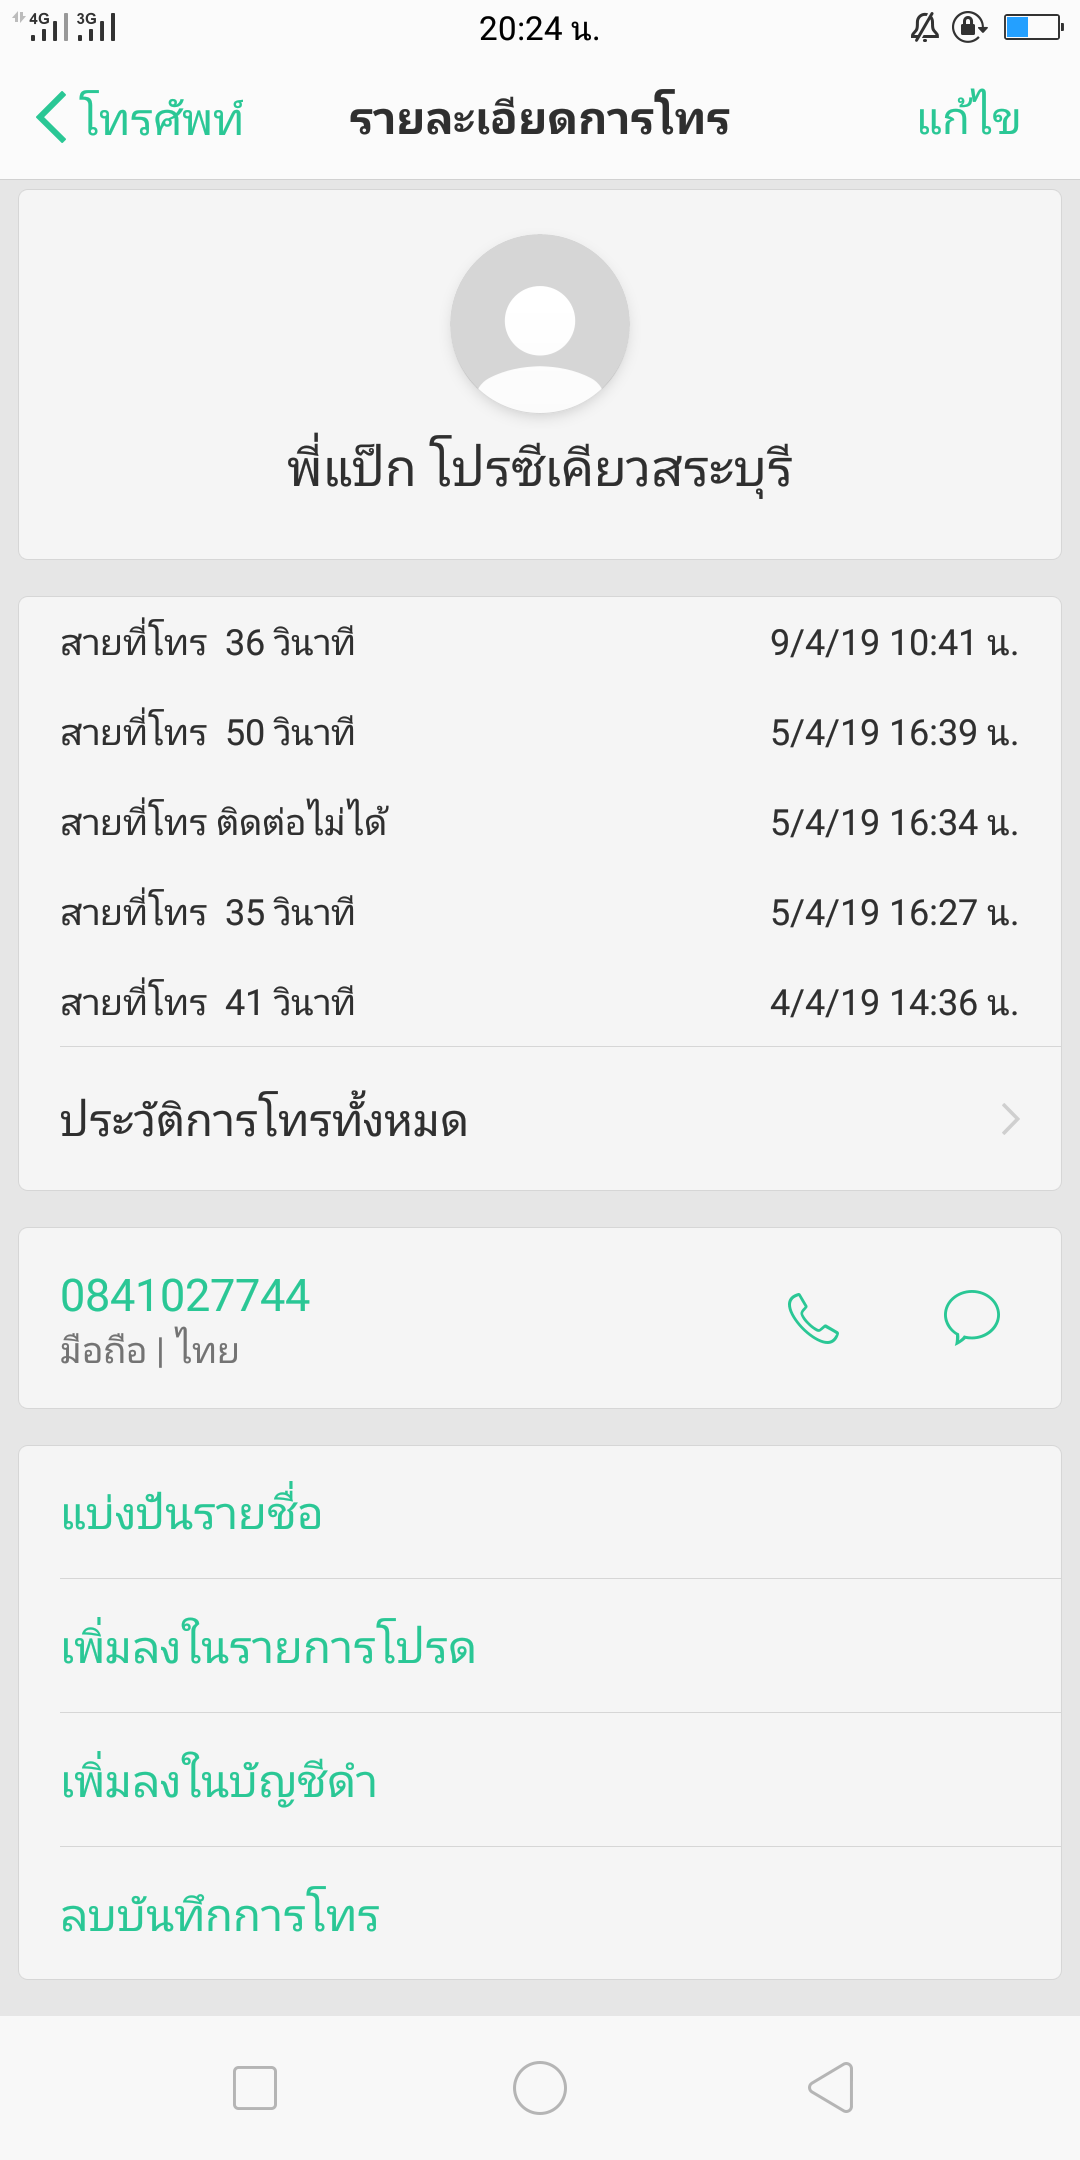 4G 3G 20:24 น.
โทรศัพท์ รายละเอียดการโทร แก้ไข
พี่แป็ก โปรซีเคียวสระบุรี
สายที่โทร 36 วินาที 9/4/19 10:41 น.
สายที่โทร 50 วินาที 5/4/19 16:39 น.
สายที่โทร ติดต่อไม่ได้ 5/4/19 16:34 น.
สายที่โทร 35 วินาที 5/4/19 16:27 น.
สายที่โทร 41 วินาที 4/4/19 14:36 น.
ประวัติการโทรทั้งหมด
0841027744
มือถือ | ไทย
แบ่งปันรายชื่อ
เพิ่มลงในรายการโปรด
เพิ่มลงในบัญชีดำ
ลบบันทึกการโทร